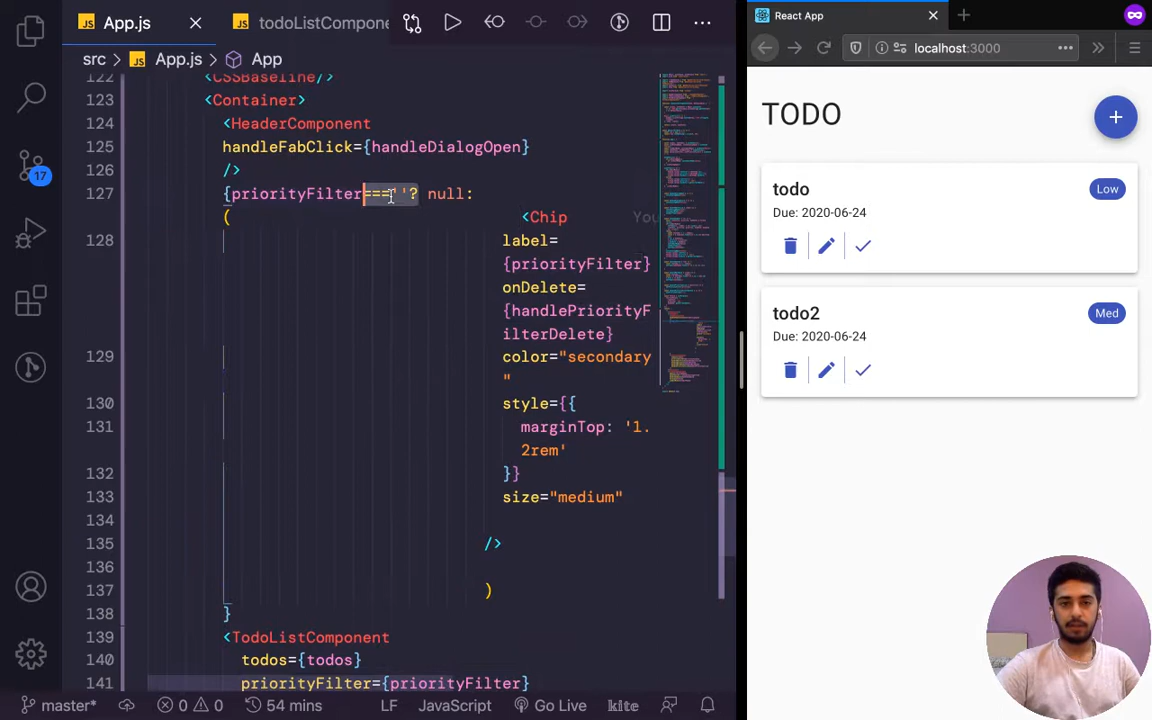 App.js
todoListCompone
React App
src
App.js
App
localhost:3000
122
<CSSBaseline/>
123
<Container>
124
<HeaderComponent
125
handleFabClick={handleDialogOpen}
126
/>
127
{priorityFilter===''? null:
(
<Chip
128
label=
{priorityFilter}
onDelete=
{handlePriorityF
ilterDelete}
129
color="secondary
"
130
style={{
131
marginTop: '1.
2rem'
132
}}
133
size="medium"
134
135
/>
136
137
)
138
}
139
<TodoListComponent
140
todos={todos}
141
priorityFilter={priorityFilter}
17
master*
0
0
54 mins
LF
JavaScript
Go Live
kite
TODO
+
todo
Low
Due: 2020-06-24
todo2
Med
Due: 2020-06-24